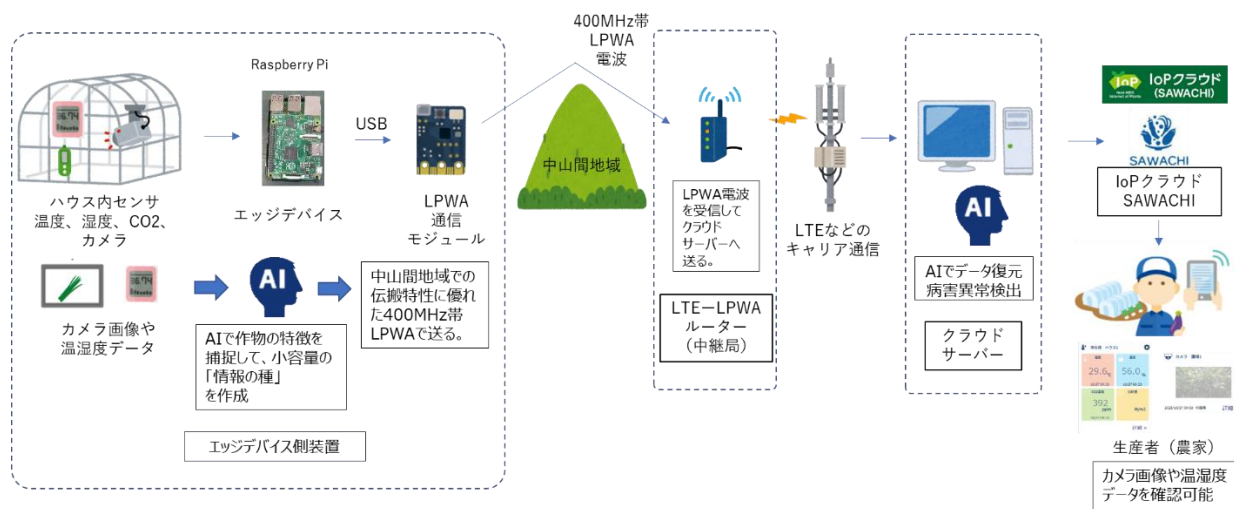 400MHz帯
LPWA
電波
Raspberry Pi
USB
ハウス内センサ
温度、湿度、CO2、
カメラ
エッジデバイス
LPWA
通信
モジュール
カメラ画像や
温湿度データ
AI
AIで作物の特徴を
捕捉して、小容量の
「情報の種」
を作成
中山間地域での
伝搬特性に優れ
た400MHz帯
LPWAで送る。
エッジデバイス側装置
中山間地域
LPWA電波
を受信して
クラウド
サーバーへ
送る。
LTEーLPWA
ルーター
（中継局）
LTEなどの
キャリア通信
AI
AIでデータ復元
病害異常検出
クラウド
サーバー
IoP
IoPクラウド
(SAWACHI)
SAWACHI
IoPクラウド
SAWACHI
29.6
56.0
392
ppm
生産者（農家）
カメラ画像や温湿度
データを確認可能